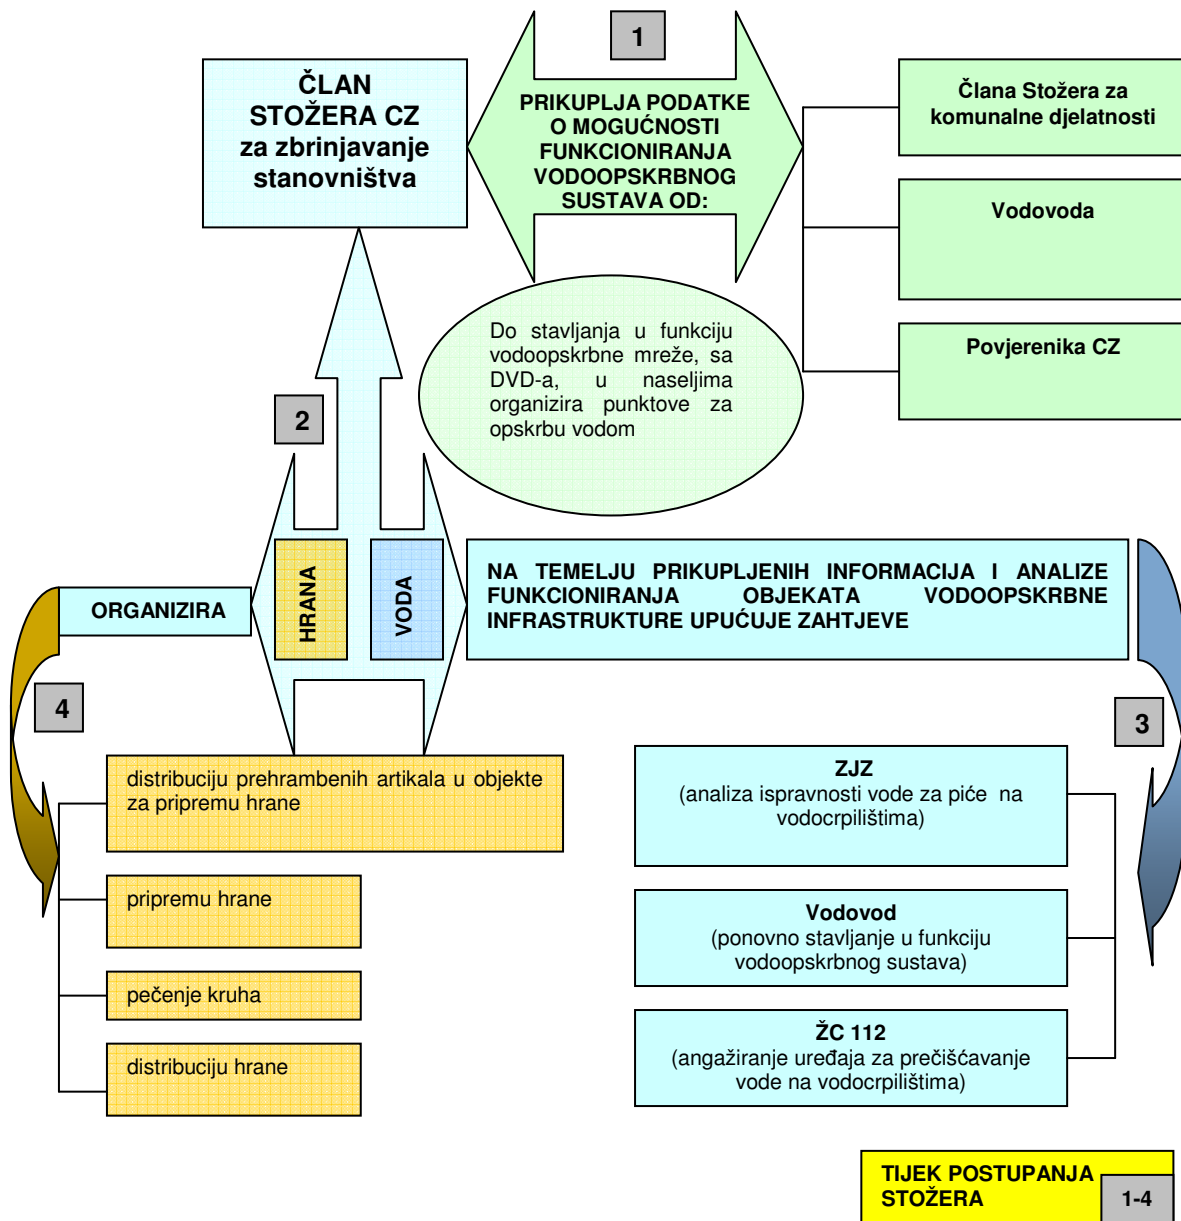 1
ČLAN
STOŽERA CZ
za zbrinjavanje
stanovništva
PRIKUPLJA PODATKE
O MOGUĆNOSTI
FUNKCIONIRANJA
VODOOPSKRBNOG
SUSTAVA OD:
Člana Stožera za
komunalne djelatnosti
Vodovoda
Povjerenika CZ
Do stavljanja u funkciju
vodoopskrbne mreže, sa
DVD-a, u naseljima
organizira punktove za
opskrbu vodom
2
ORGANIZIRA
HRANA
VODA
NA TEMELJU PRIKUPLJENIH INFORMACIJA I ANALIZE
FUNKCIONIRANJA OBJEKATA VODOOPSKRBNE
INFRASTRUKTURE UPUĆUJE ZAHTJEVE
4
3
distribuciju prehrambenih artikala u objekte
za pripremu hrane
pripremu hrane
pečenje kruha
distribuciju hrane
ZJZ
(analiza ispravnosti vode za piće na
vodocrpilištima)
Vodovod
(ponovno stavljanje u funkciju
vodoopskrbnog sustava)
ŽC 112
(angažiranje uređaja za prečišćavanje
vode na vodocrpilištima)
TIJEK POSTUPANJA
STOŽERA
1-4